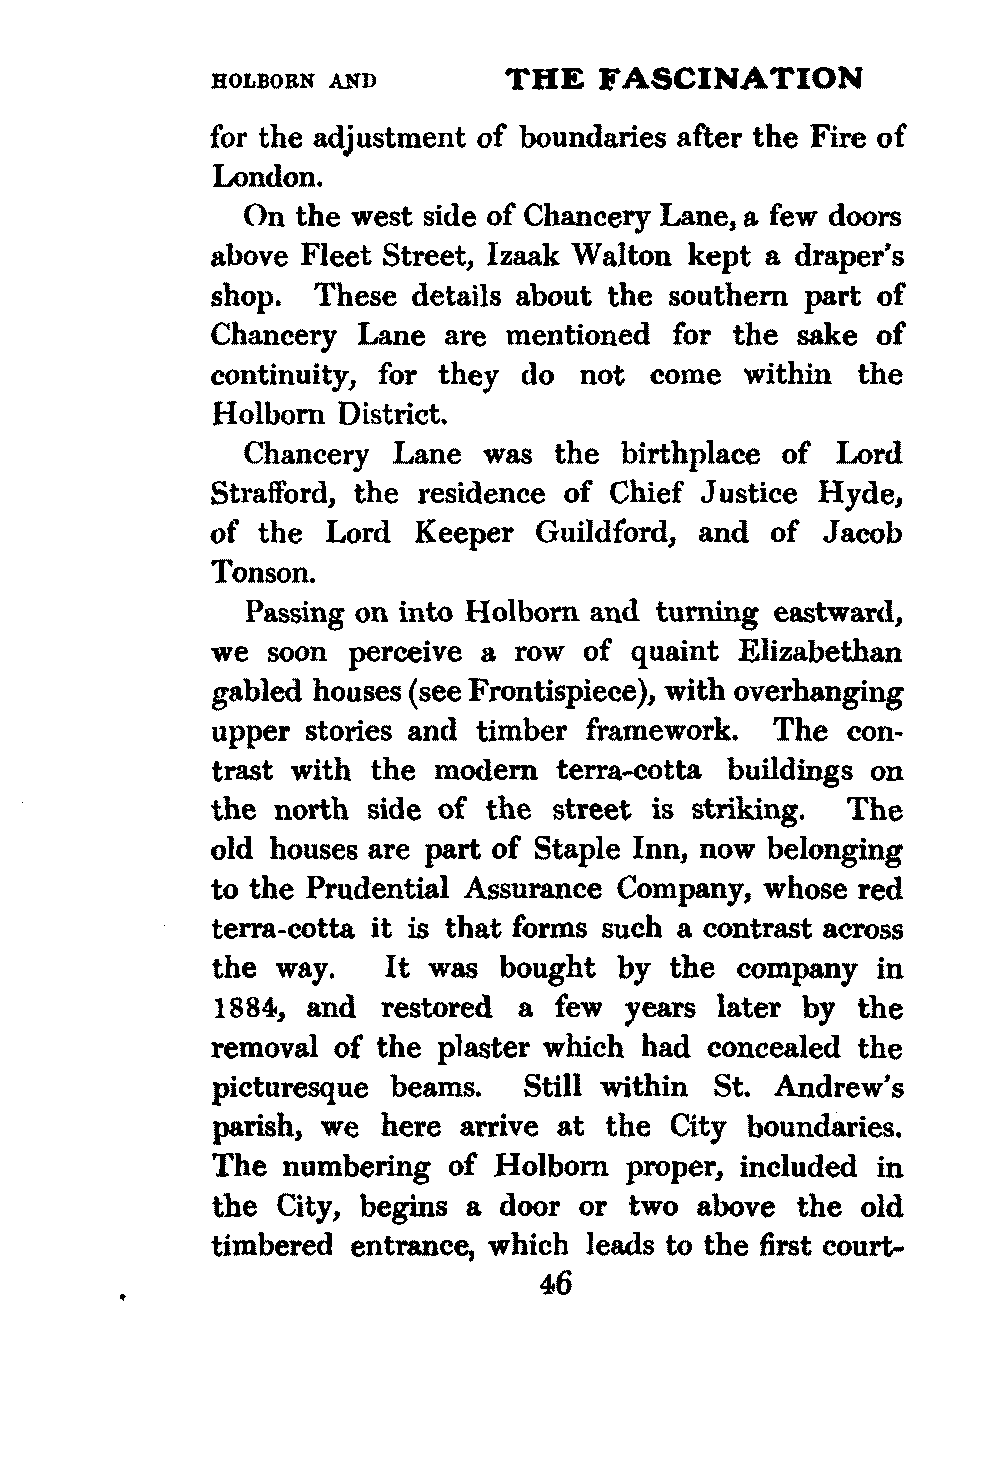 HOLBORN AND THE FASCINATION
for the adjustment of boundaries after the Fire of
London.
On the west side of Chancery Lane, a few doors
above Fleet Street, Izaak Walton kept a draper's
shop. These details about the southern part of
Chancery Lane are mentioned for the sake of
continuity, for they do not come within the
Holborn District.
Chancery Lane was the birthplace of Lord
Strafford, the residence of Chief Justice Hyde,
of the Lord Keeper Guildford, and of Jacob
Tonson.
Passing on into Holborn and turning eastward,
we soon perceive a row of quaint Elizabethan
gabled houses (see Frontispiece), with overhanging
upper stories and timber framework. The con-
trast with the modern terra-cotta buildings on
the north side of the street is striking. The
old houses are part of Staple Inn, now belonging
to the Prudential Assurance Company, whose red
terra-cotta it is that forms such a contrast across
the way. It was bought by the company in
1884, and restored a few years later by the
removal of the plaster which had concealed the
picturesque beams. Still within St. Andrew's
parish, we here arrive at the City boundaries.
The numbering of Holborn proper, included in
the City, begins a door or two above the old
timbered entrance, which leads to the first court-
46